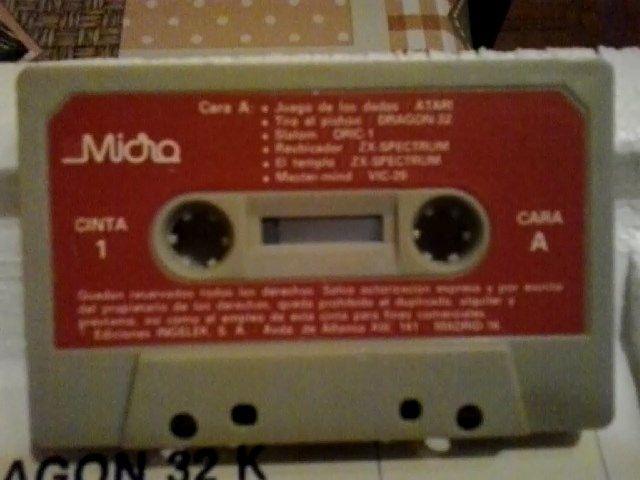 Cara A: • Juego de los dados ATARI
• Tira al pichón DRAGON-32
• Slalom ORIC-1
• Reubicador ZX-SPECTRUM
• El templo ZX-SPECTRUM
• Master-mind VIC-20
Micho
CINTA
1
CARA
A
Quedan reservados todos los derechos. Salvo autorización expresa y por escrito
del propietario de los derechos, queda prohibido el duplicado, alquiler y
préstamo, así como el empleo de esta cinta para fines comerciales.
Ediciones INGELEK, S. A. Avda. de Alfonso XIII, 141 MADRID-16
AGON 32 K